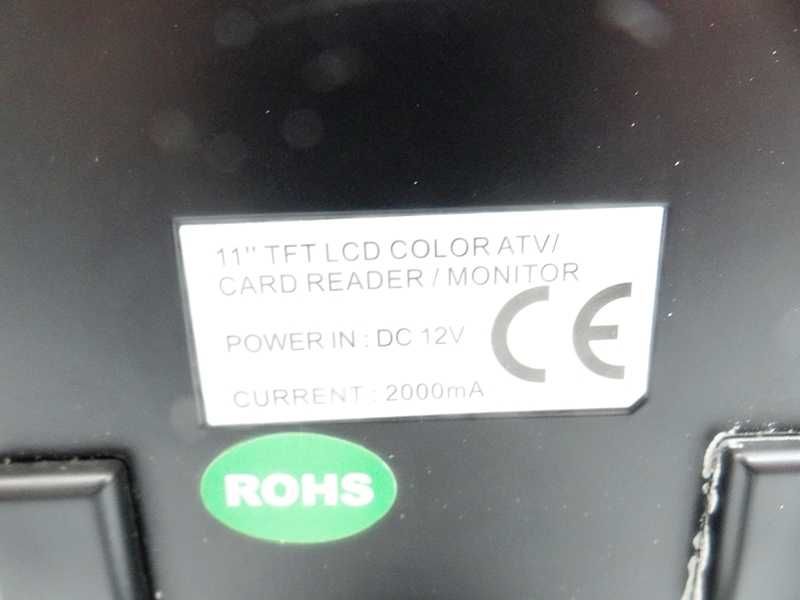 11" TFT LCD COLOR ATV/
CARD READER / MONITOR
POWER IN : DC 12V
CE
CURRENT : 2000mA
ROHS